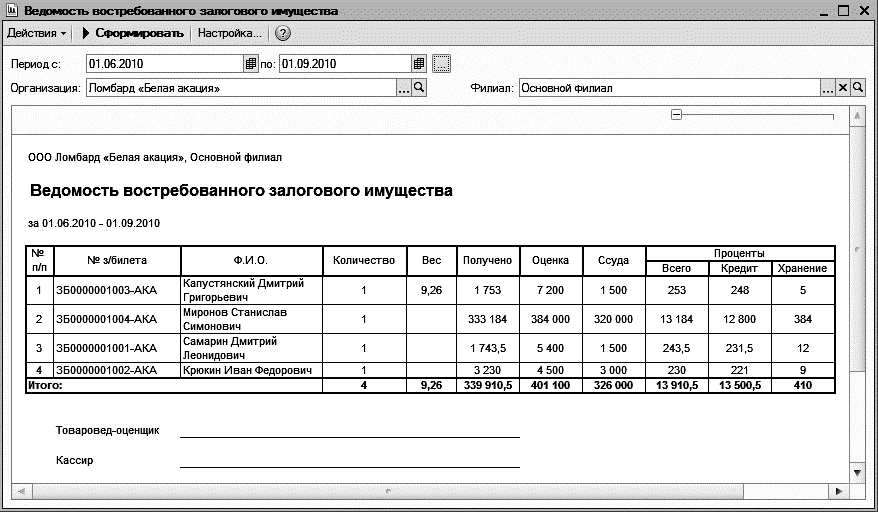 Ведомость востребованного залогового имущества
Действия Сформировать Настройка... ?
Период с: 01.06.2010 по: 01.09.2010 ...
Организация: Ломбард «Белая акация» ... Филиал: Основной филиал ...
ООО Ломбард «Белая акация», Основной филиал
Ведомость востребованного залогового имущества
за 01.06.2010 - 01.09.2010
№ п/п № з/билета Ф.И.О. Количество Вес Получено Оценка Ссуда Проценты
Всего Кредит Хранение
1 ЗБ0000001003-АКА Капустянский Дмитрий Григорьевич 1 9,26 1 753 7 200 1 500 253 248 5
2 ЗБ0000001004-АКА Миронов Станислав Симонович 1 333 184 384 000 320 000 13 184 12 800 384
3 ЗБ0000001001-АКА Самарин Дмитрий Леонидович 1 1 743,5 5 400 1 500 243,5 231,5 12
4 ЗБ0000001002-АКА Крюкин Иван Федорович 1 3 230 4 500 3 000 230 221 9
Итого: 4 9,26 339 910,5 401 100 326 000 13 910,5 13 500,5 410
Товаровед-оценщик
Кассир